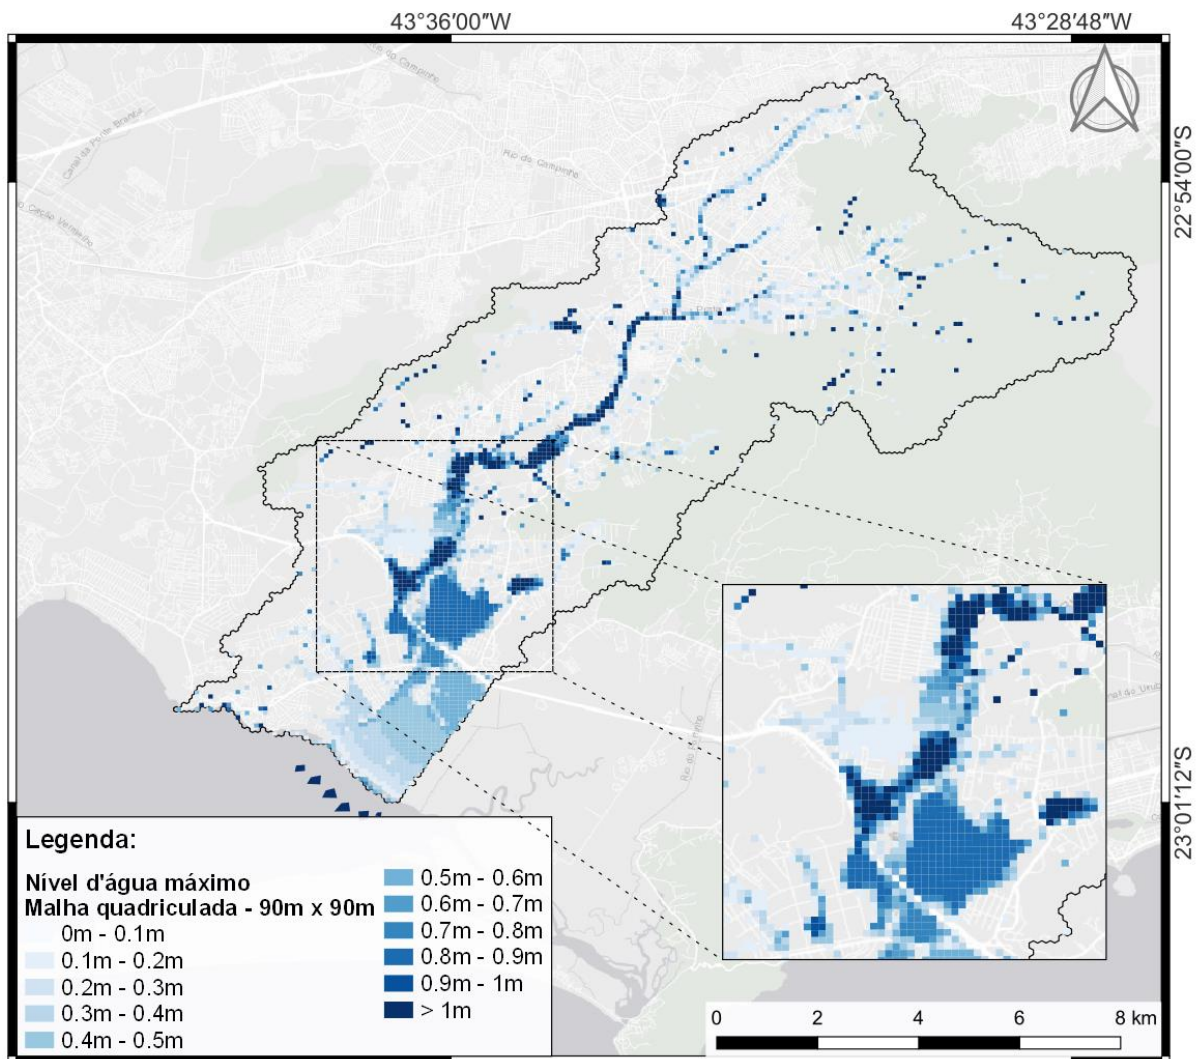 43°36'00"W
43°28'48"W
22°54'00"S
23°01'12"S
Rio do Campinho
Legenda:
Nível d'água máximo
Malha quadriculada - 90m x 90m
0m - 0.1m
0.1m - 0.2m
0.2m - 0.3m
0.3m - 0.4m
0.4m - 0.5m
0.5m - 0.6m
0.6m - 0.7m
0.7m - 0.8m
0.8m - 0.9m
0.9m - 1m
> 1m
0 2 4 6 8 km